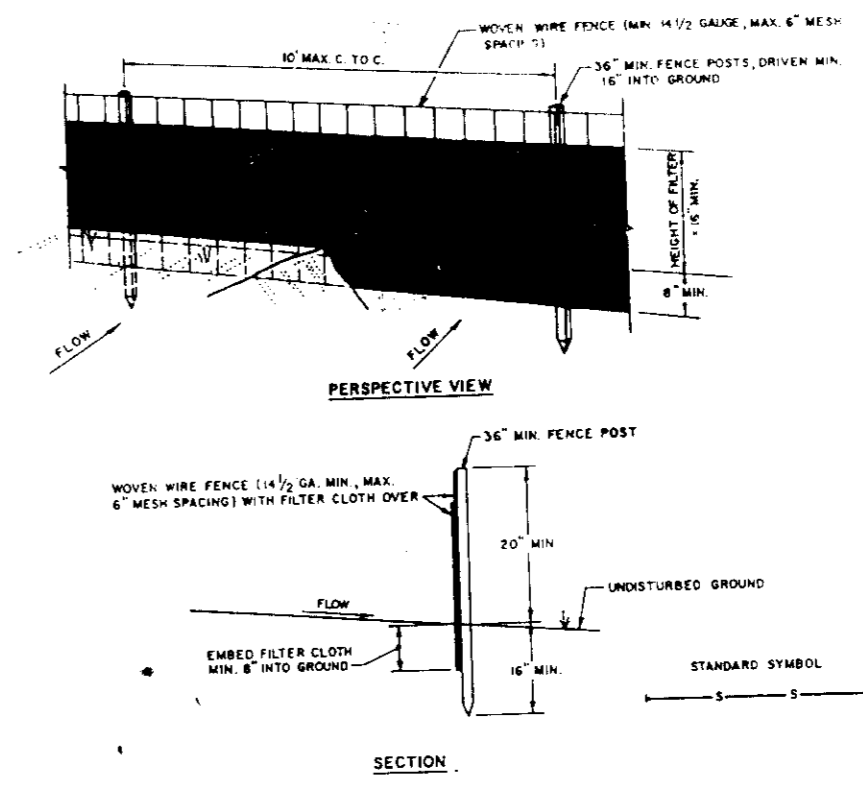 WOVEN WIRE FENCE (MIN 14 1/2 GAUGE, MAX. 6" MESH
SPACING)
10' MAX. C. TO C.
36" MIN. FENCE POSTS, DRIVEN MIN.
16" INTO GROUND
HEIGHT OF FILTER
= 16" MIN.
8" MIN.
FLOW
FLOW
PERSPECTIVE VIEW
36" MIN. FENCE POST
WOVEN WIRE FENCE (14 1/2 GA. MIN., MAX.
6" MESH SPACING) WITH FILTER CLOTH OVER
20" MIN
UNDISTURBED GROUND
FLOW
EMBED FILTER CLOTH
MIN. 8" INTO GROUND
16" MIN.
STANDARD SYMBOL
S S
SECTION